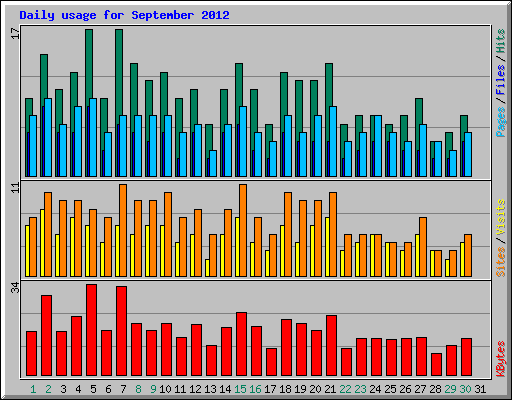 Daily usage for September 2012
17
Pages / Files / Hits
11
Sites / Visits
34
KBytes
1 2 3 4 5 6 7 8 9 10 11 12 13 14 15 16 17 18 19 20 21 22 23 24 25 26 27 28 29 30 31